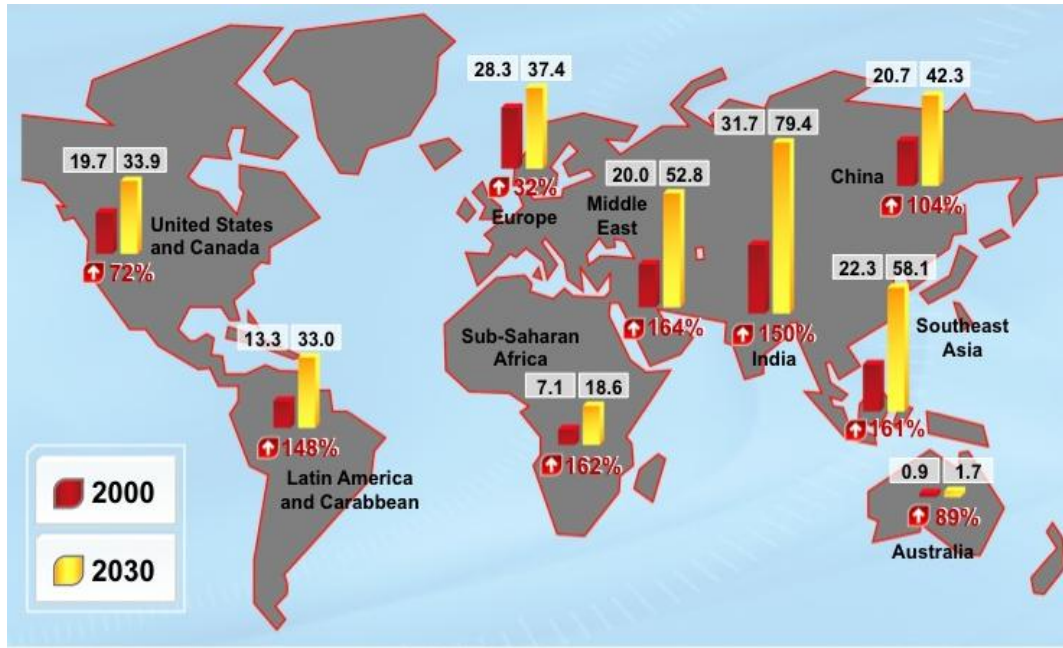 28.3 37.4
32%
Europe
20.7 42.3
China
104%
31.7 79.4
150%
India
19.7 33.9
United States
and Canada
72%
20.0 52.8
Middle
East
164%
22.3 58.1
Southeast
Asia
161%
13.3 33.0
148%
Latin America
and Carabbean
Sub-Saharan
Africa
7.1 18.6
162%
0.9 1.7
89%
Australia
2000
2030